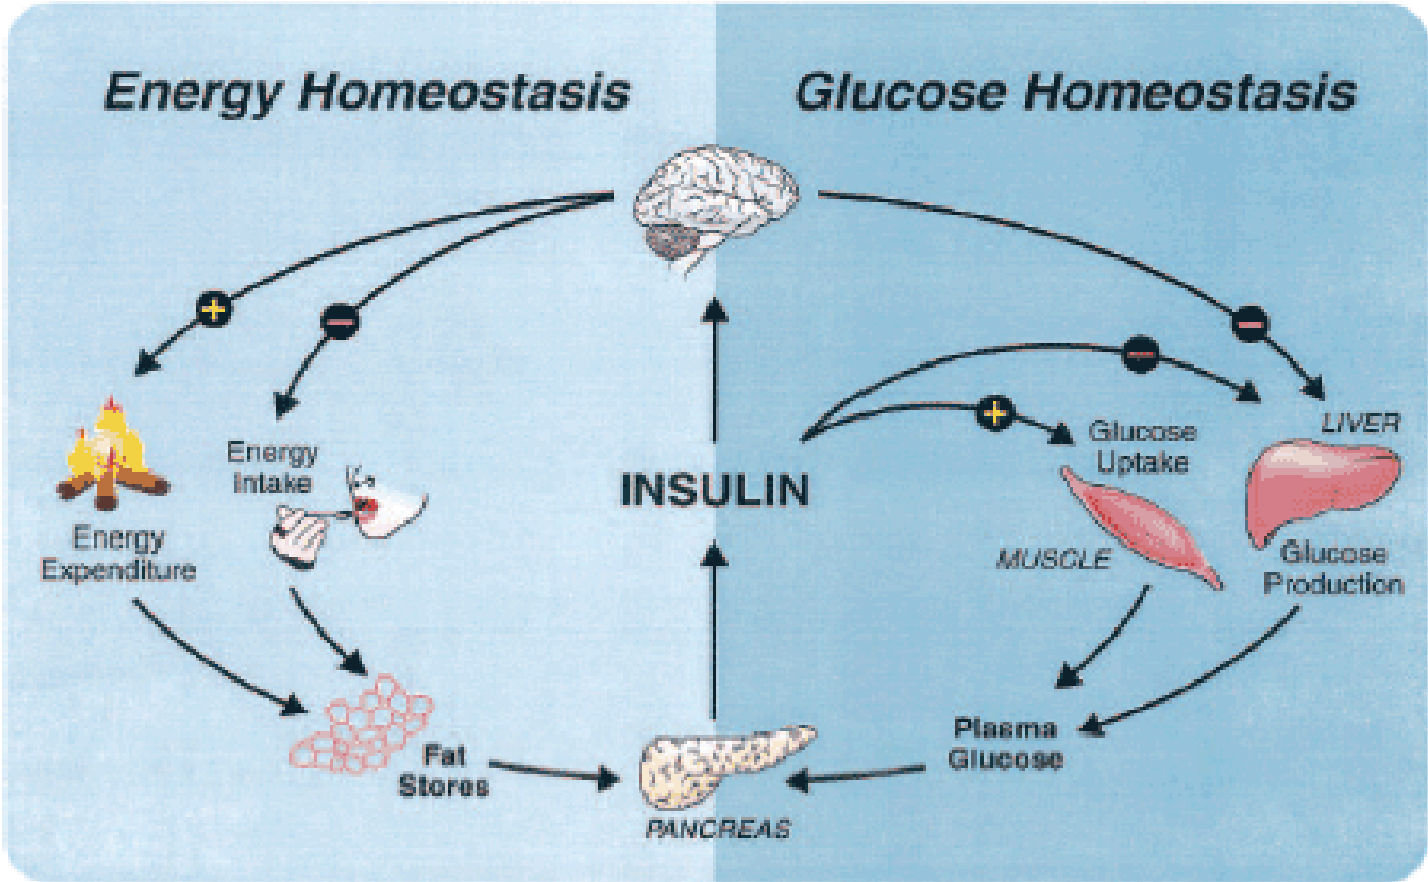 Energy Homeostasis
Glucose Homeostasis
+
−
−
−
+
Energy
Intake
Energy
Expenditure
INSULIN
Glucose
Uptake
LIVER
MUSCLE
Glucose
Production
Fat
Stores
Plasma
Glucose
PANCREAS